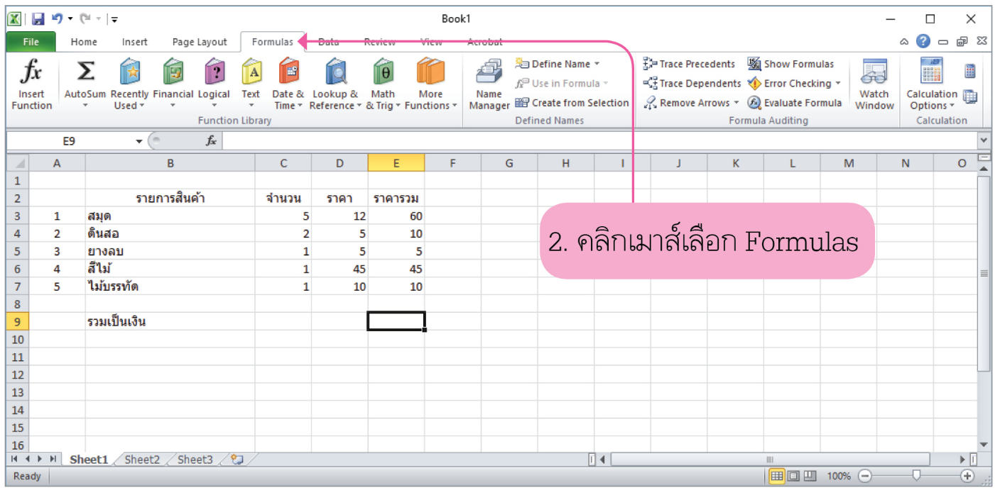 Book1
File Home Insert Page Layout Formulas Data Review View Acrobat
Insert Function AutoSum Recently Used Financial Logical Text Date & Time Lookup & Reference Math & Trig More Functions
Function Library
Name Manager Define Name Use in Formula Create from Selection
Defined Names
Trace Precedents Trace Dependents Remove Arrows Show Formulas Error Checking Evaluate Formula Watch Window
Formula Auditing
Calculation Options
Calculation
E9 fx
A B C D E F G H I J K L M N O
1
2 รายการสินค้า จำนวน ราคา ราคารวม
3 1 สมุด 5 12 60
4 2 ดินสอ 2 5 10
5 3 ยางลบ 1 5 5
6 4 สีไม้ 1 45 45
7 5 ไม้บรรทัด 1 10 10
8
9 รวมเป็นเงิน
10
11
12
13
14
15
16
2. คลิกเมาส์เลือก Formulas
Sheet1 Sheet2 Sheet3
Ready 100%